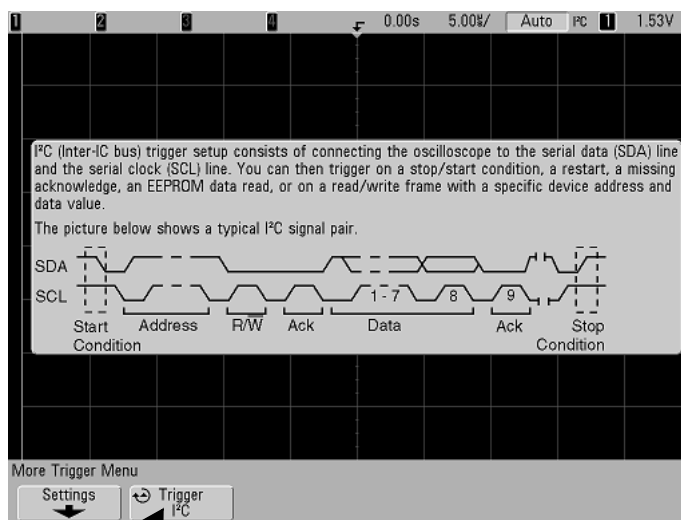 1 2 3 4 0.00s 5.00㎲/ Auto I²C 1 1.53V
I²C (Inter-IC bus) trigger setup consists of connecting the oscilloscope to the serial data (SDA) line
and the serial clock (SCL) line. You can then trigger on a stop/start condition, a restart, a missing
acknowledge, an EEPROM data read, or on a read/write frame with a specific device address and
data value.
The picture below shows a typical I²C signal pair.
SDA
SCL 1 - 7 8 9
Start Address R/W̅ Ack Data Ack Stop
Condition Condition
More Trigger Menu
Settings Trigger
I²C